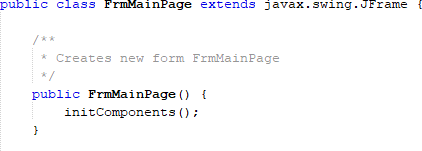 public class FrmMainPage extends javax.swing.JFrame {
/**
* Creates new form FrmMainPage
*/
public FrmMainPage() {
initComponents();
}